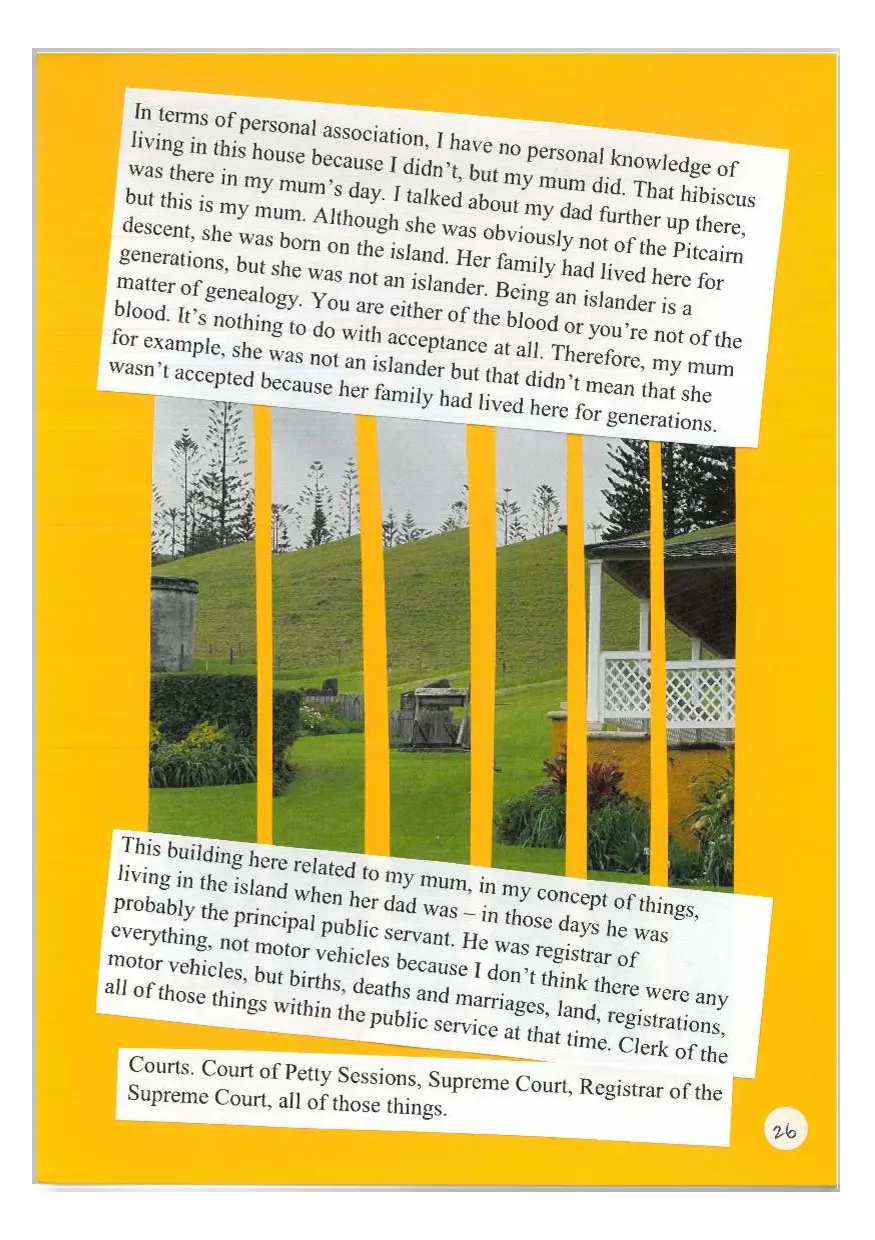 In terms of personal association, I have no personal knowledge of
living in this house because I didn't, but my mum did. That hibiscus
was there in my mum's day. I talked about my dad further up there,
but this is my mum. Although she was obviously not of the Pitcairn
descent, she was born on the island. Her family had lived here for
generations, but she was not an islander. Being an islander is a
matter of genealogy. You are either of the blood or you're not of the
blood. It's nothing to do with acceptance at all. Therefore, my mum
for example, she was not an islander but that didn't mean that she
wasn't accepted because her family had lived here for generations.
This building here related to my mum, in my concept of things,
living in the island when her dad was – in those days he was
probably the principal public servant. He was registrar of
everything, not motor vehicles because I don't think there were any
motor vehicles, but births, deaths and marriages, land, registrations,
all of those things within the public service at that time. Clerk of the
Courts. Court of Petty Sessions, Supreme Court, Registrar of the
Supreme Court, all of those things.
26